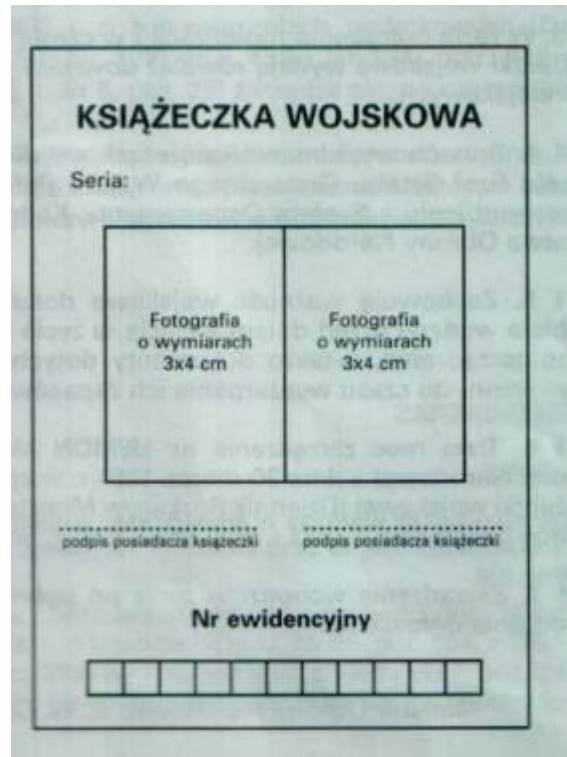 KSIĄŻECZKA WOJSKOWA
Seria:
Fotografia
o wymiarach
3x4 cm
Fotografia
o wymiarach
3x4 cm
podpis posiadacza książeczki
podpis posiadacza książeczki
Nr ewidencyjny